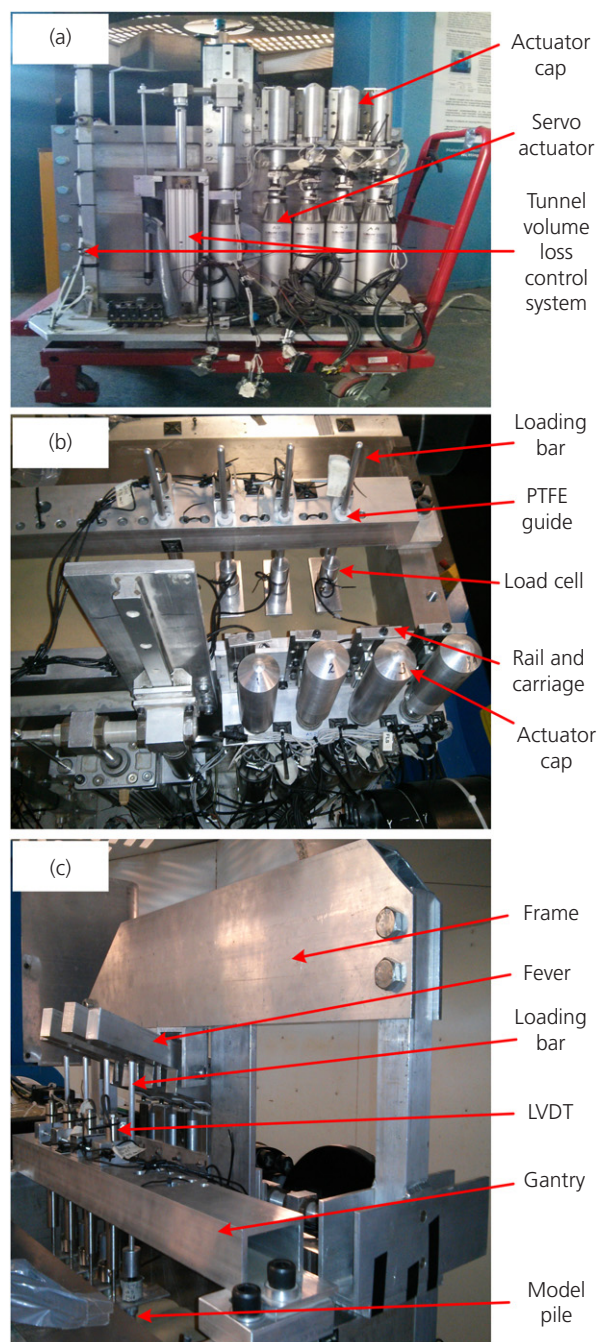 (a)
Actuator
cap
Servo
actuator
Tunnel
volume
loss
control
system
(b)
Loading
bar
PTFE
guide
Load cell
Rail and
carriage
Actuator
cap
2
(c)
Frame
Fever
Loading
bar
LVDT
Gantry
Model
pile